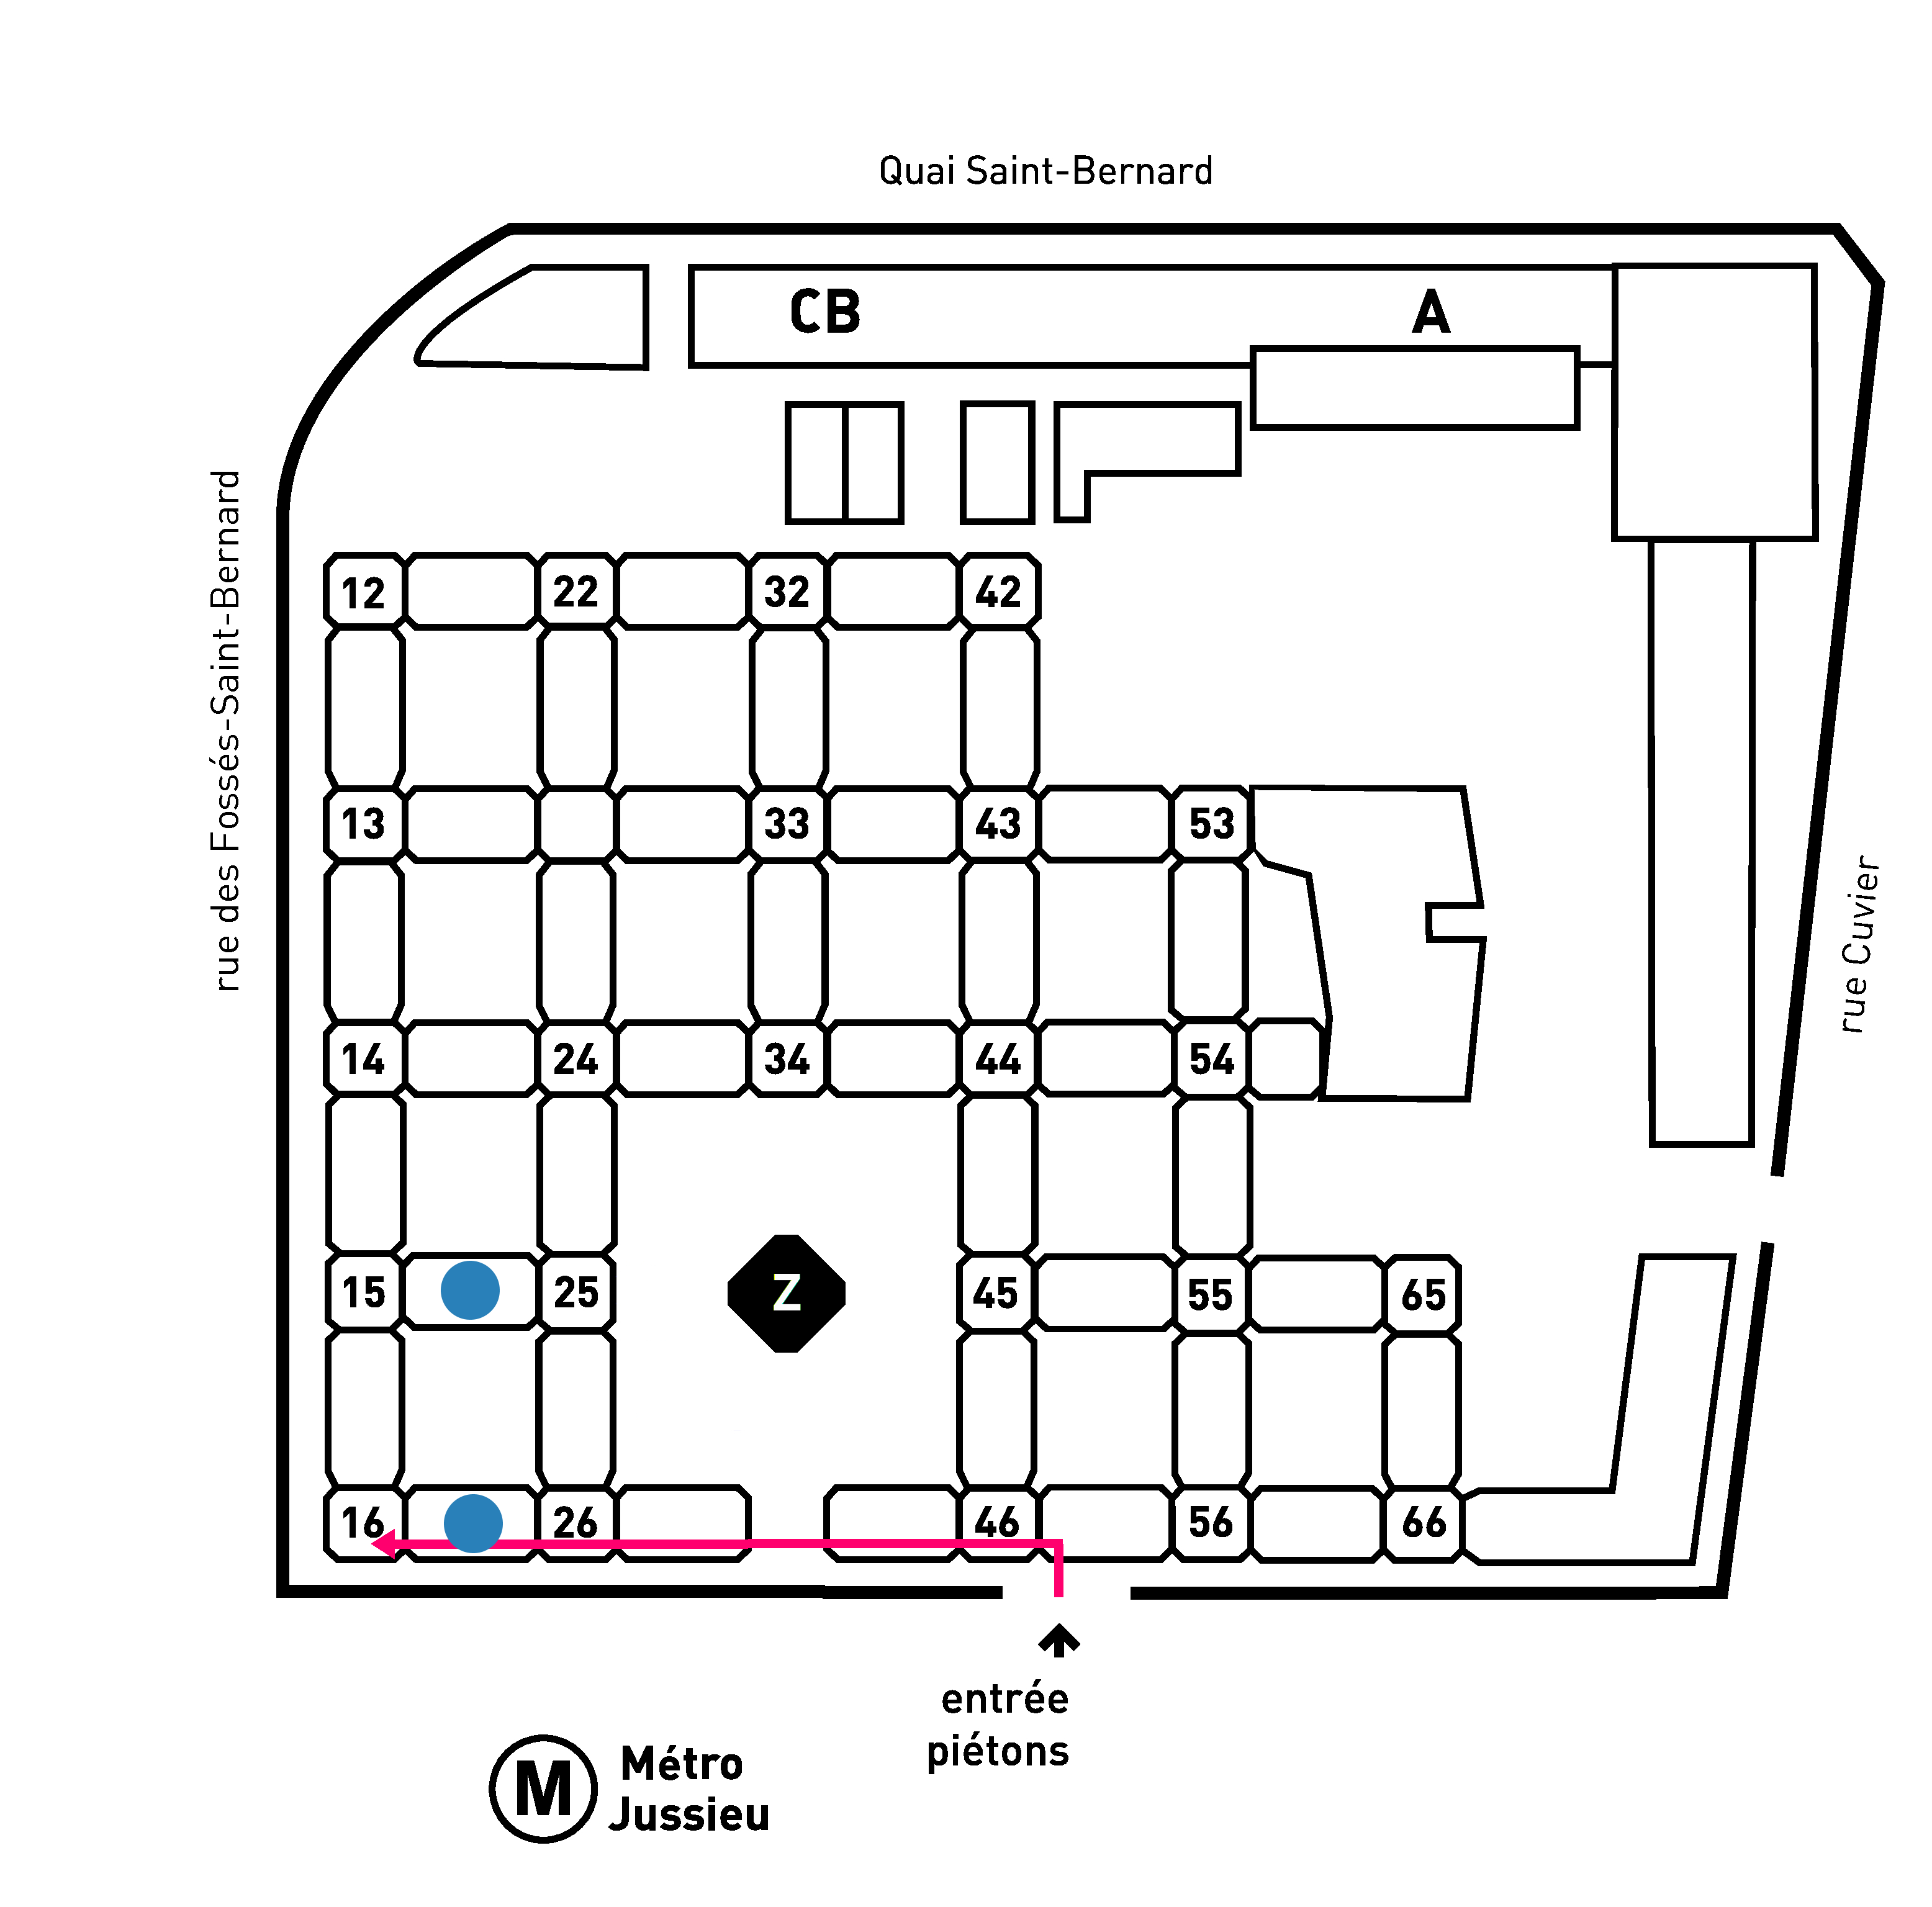 Quai Saint-Bernard
CB
A
rue des Fossés-Saint-Bernard
12 22 32 42
13 33 43 53
rue Cuvier
14 24 34 44 54
15 25 Z 45 55 65
16 26 46 56 66
entrée
piétons
M
Métro
Jussieu